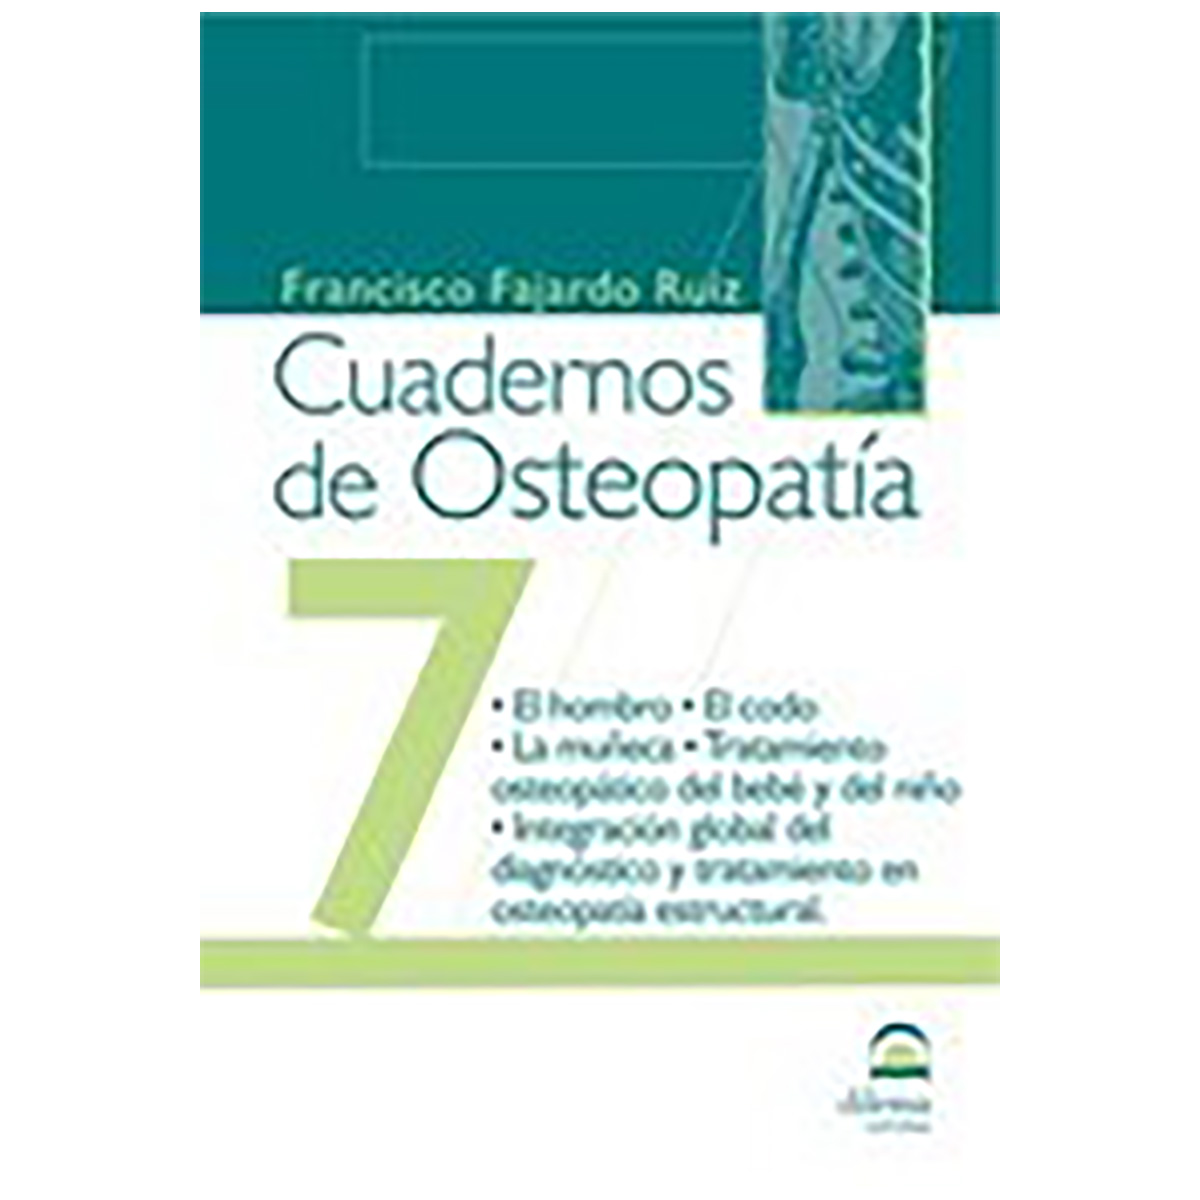 Francisco Fajardo Ruiz
Cuadernos
de Osteopatía
7
• El hombro • El codo
• La muñeca • Tratamiento
osteopático del bebé y del niño
• Integración global del
diagnóstico y tratamiento en
osteopatía estructural.
dilema